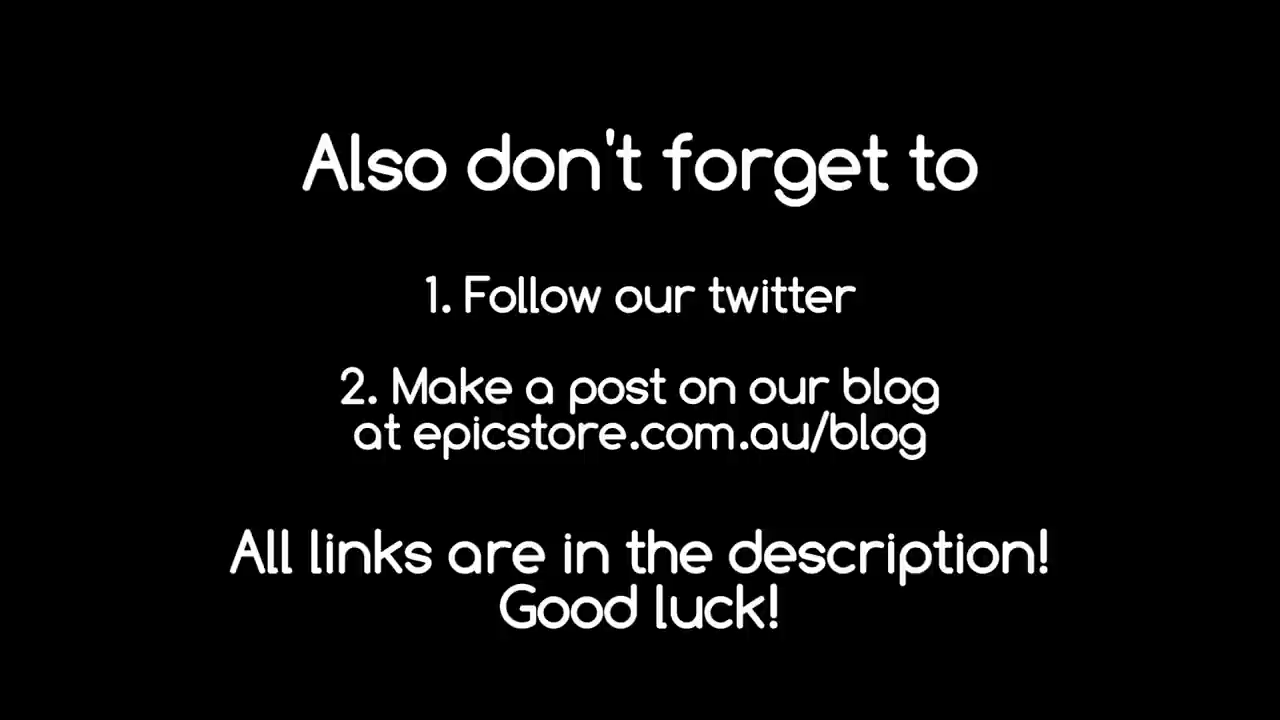 Also don't forget to
1. Follow our twitter
2. Make a post on our blog
at epicstore.com.au/blog
All links are in the description!
Good luck!